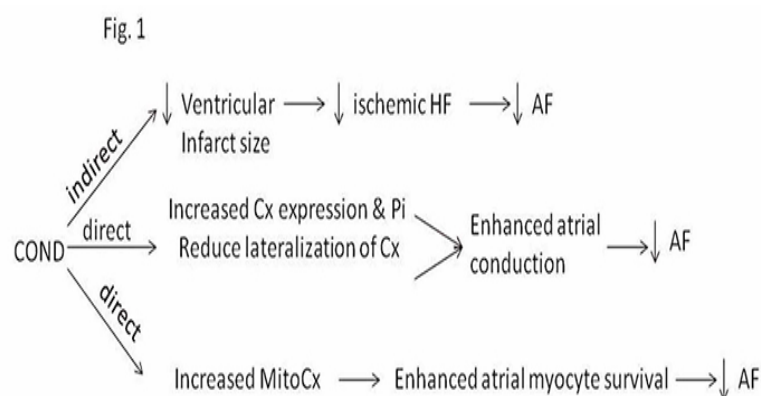 Fig. 1
↓ Ventricular → ↓ ischemic HF → ↓ AF
Infarct size
indirect
Increased Cx expression & Pi
direct
Reduce lateralization of Cx
Enhanced atrial
conduction → ↓ AF
COND
direct
Increased MitoCx → Enhanced atrial myocyte survival → ↓ AF